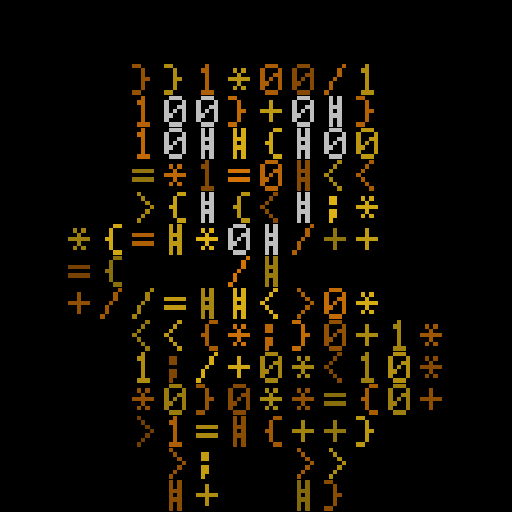 }}1*00/1
100}+0H}
10HH{H00
=*1=0H<<
>{H{<H;*
*{=H*0H/++
={/H
+//=HH<>0*
<<{*;}0+1*
1;/+0*<10*
*0}0**={0+
>1=H{++}
>;>>
H+H}